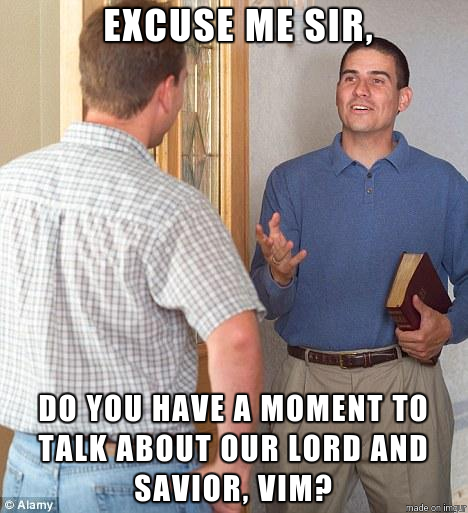 EXCUSE ME SIR,
DO YOU HAVE A MOMENT TO
TALK ABOUT OUR LORD AND
SAVIOR, VIM?
© Alamy
made on imgur